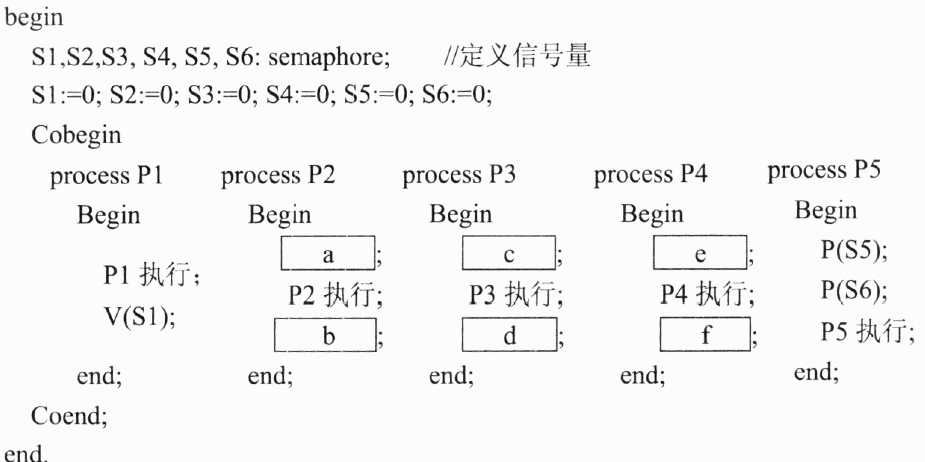 begin
S1,S2,S3, S4, S5, S6: semaphore; //定义信号量
S1:=0; S2:=0; S3:=0; S4:=0; S5:=0; S6:=0;
Cobegin
process P1 process P2 process P3 process P4 process P5
Begin Begin Begin Begin Begin
a; c; e; P(S5);
P1 执行; P2 执行; P3 执行; P4 执行; P(S6);
V(S1); b; d; f; P5 执行;
end; end; end; end; end;
Coend;
end.